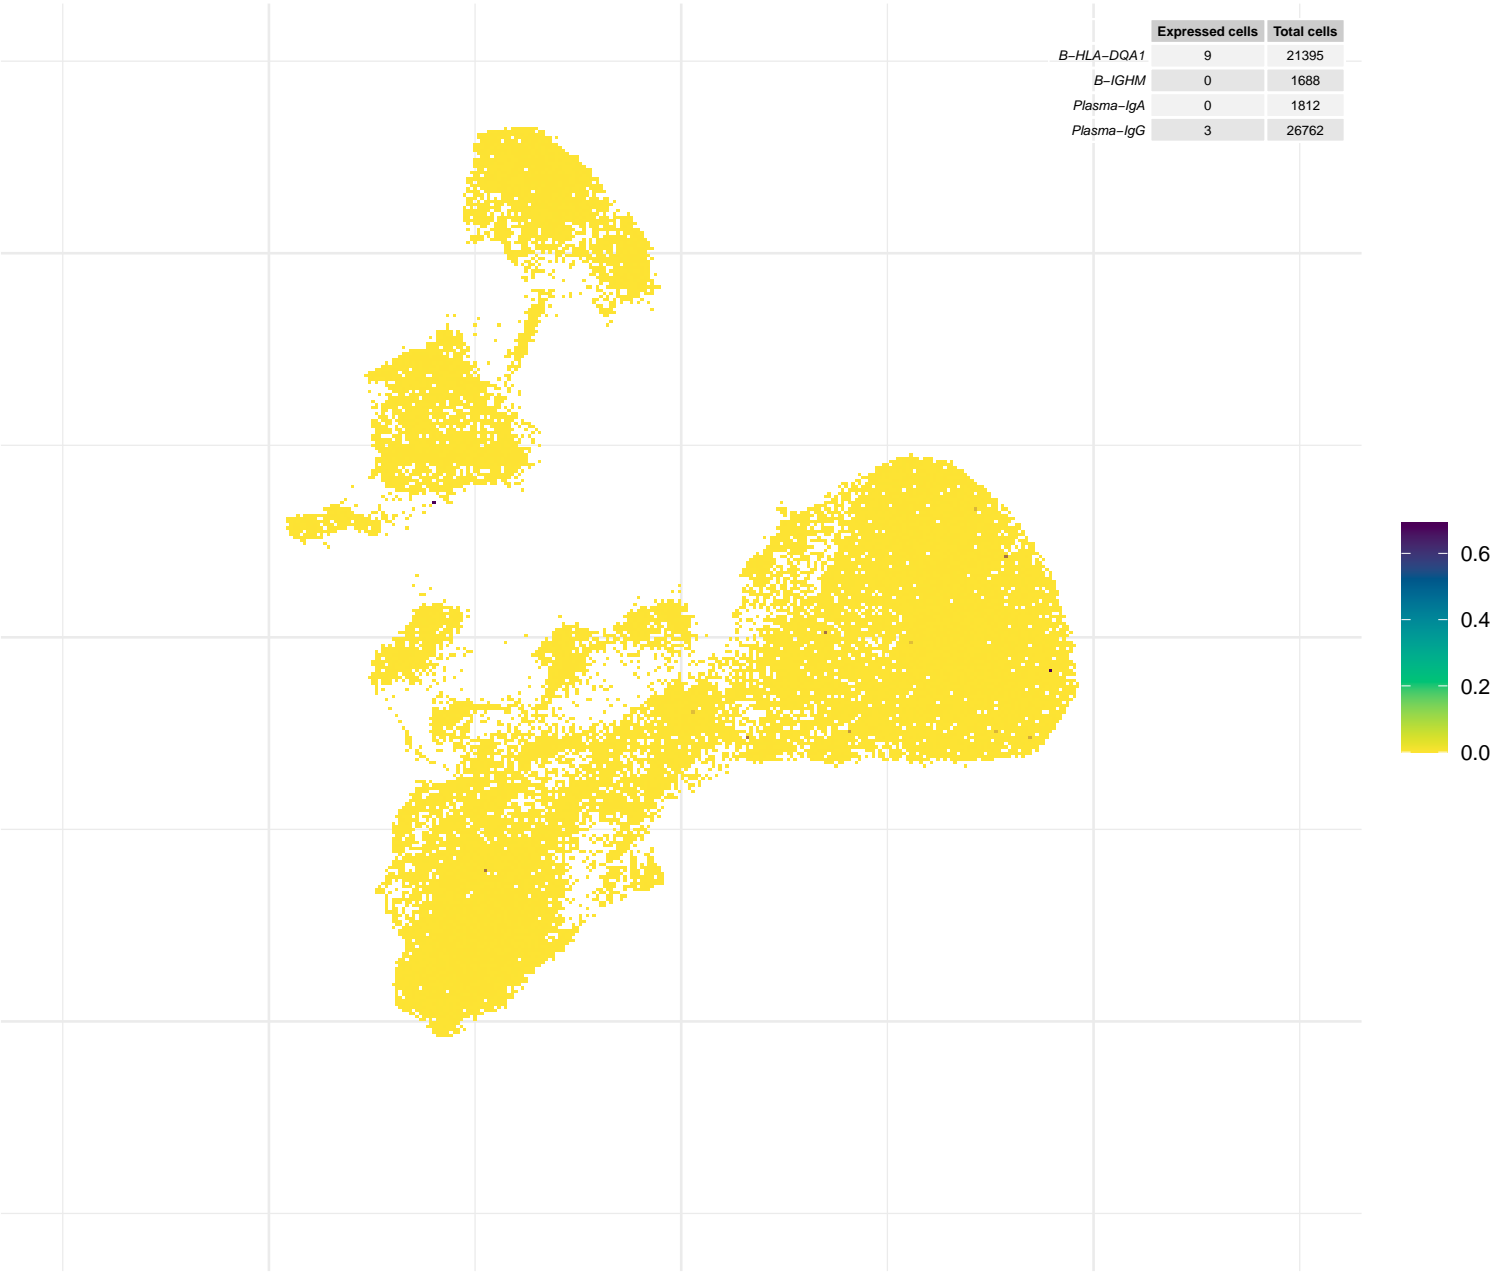 Expressed cells Total cells
B−HLA−DQA1 9 21395
B−IGHM 0 1688
Plasma−IgA 0 1812
Plasma−IgG 3 26762
0.6
0.4
0.2
0.0